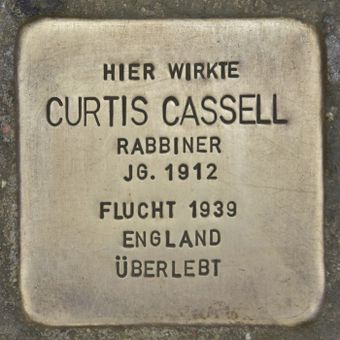 HIER WIRKTE
CURTIS CASSELL
RABBINER
JG. 1912
FLUCHT 1939
ENGLAND
ÜBERLEBT